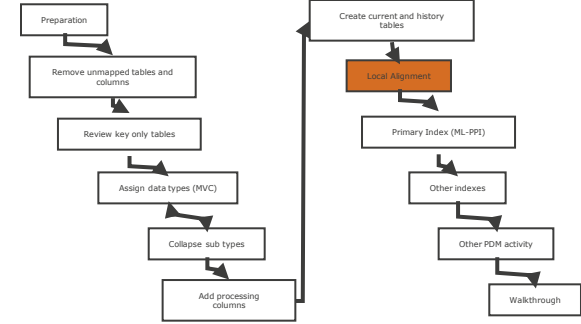 Preparation
Remove unmapped tables and
columns
Review key only tables
Assign data types (MVC)
Collapse sub types
Add processing
columns
Create current and history
tables
Local Alignment
Primary Index (ML-PPI)
Other indexes
Other PDM activity
Walkthrough